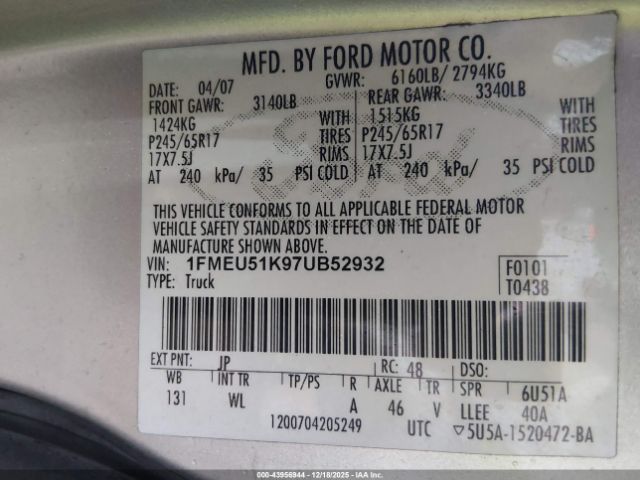 MFD. BY FORD MOTOR CO.
DATE: 04/07 GVWR: 6160LB/ 2794KG
FRONT GAWR: 3140LB REAR GAWR: 3340LB
1424KG WITH 1515KG WITH
P245/65R17 TIRES P245/65R17 TIRES
17X7.5J RIMS 17X7.5J RIMS
AT 240 kPa/ 35 PSI COLD AT 240 kPa/ 35 PSI COLD
Ford
THIS VEHICLE CONFORMS TO ALL APPLICABLE FEDERAL MOTOR
VEHICLE SAFETY STANDARDS IN EFFECT ON THE DATE OF
MANUFACTURE SHOWN ABOVE.
VIN: 1FMEU51K97UB52932 F0101
TYPE: Truck T0438
EXT PNT: JP RC: 48 DSO:
WB INT TR TP/PS R AXLE TR SPR 6U51A
131 WL A 46 V LLEE 40A
1200704205249 UTC ▽5U5A-1520472-BA
000-43956944 | 12/18/2025 - IAAI.COM